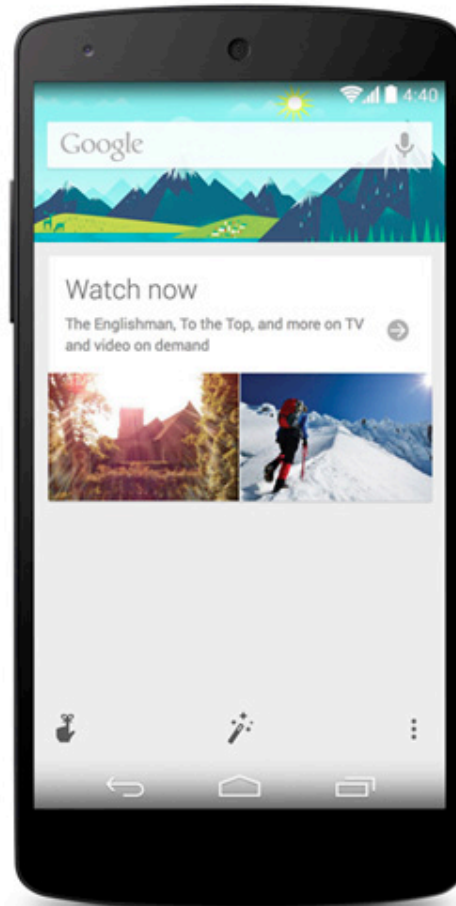 4:40
Google
Watch now
The Englishman, To the Top, and more on TV
and video on demand